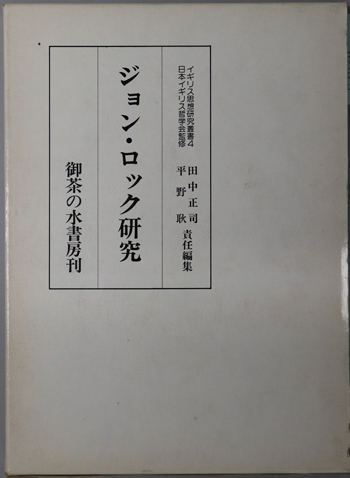 イギリス思想研究叢書4
日本イギリス哲学会監修
田中正司
平野耿
責任編集
ジョン・ロック研究
御茶の水書房刊